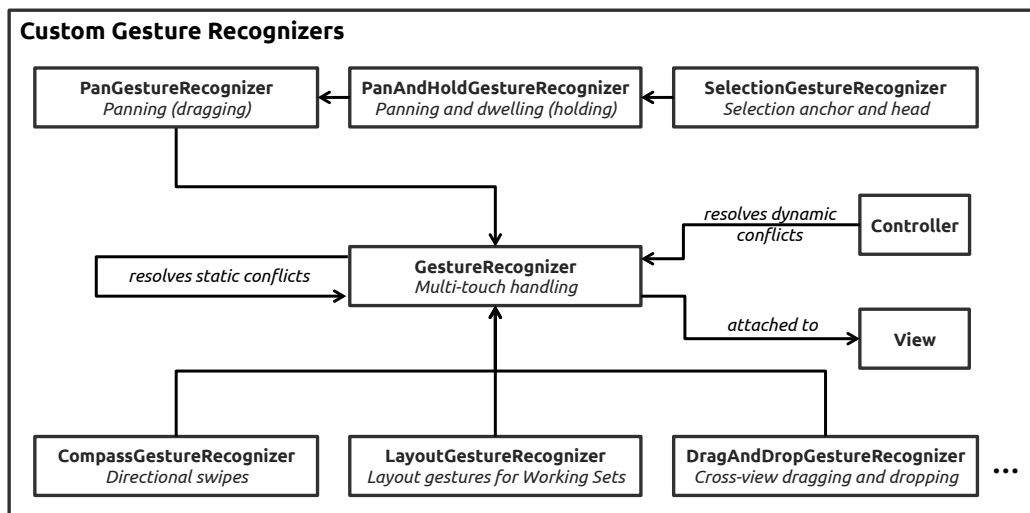 Custom Gesture Recognizers
PanGestureRecognizer
Panning (dragging)
PanAndHoldGestureRecognizer
Panning and dwelling (holding)
SelectionGestureRecognizer
Selection anchor and head
resolves dynamic
conflicts
Controller
resolves static conflicts
GestureRecognizer
Multi-touch handling
attached to
View
CompassGestureRecognizer
Directional swipes
LayoutGestureRecognizer
Layout gestures for Working Sets
DragAndDropGestureRecognizer
Cross-view dragging and dropping
...